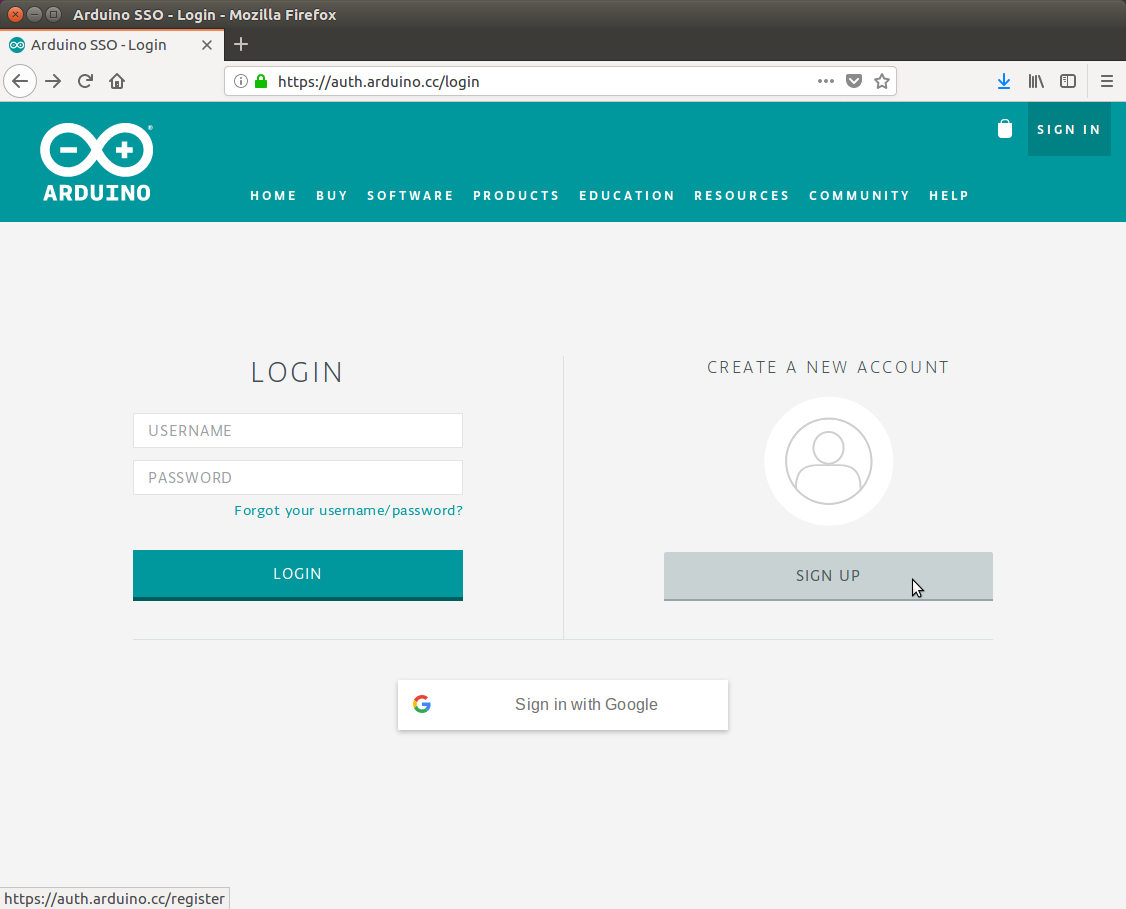 Arduino SSO - Login - Mozilla Firefox
Arduino SSO - Login
https://auth.arduino.cc/login
SIGN IN
ARDUINO
HOME BUY SOFTWARE PRODUCTS EDUCATION RESOURCES COMMUNITY HELP
LOGIN
USERNAME
PASSWORD
Forgot your username/password?
LOGIN
CREATE A NEW ACCOUNT
SIGN UP
Sign in with Google
https://auth.arduino.cc/register